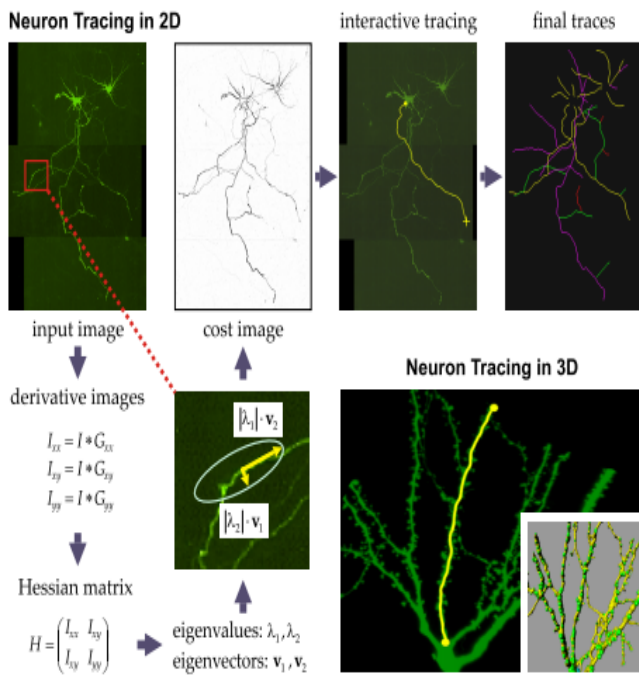 Neuron Tracing in 2D
interactive tracing
final traces
input image
cost image
derivative images
I_xx = I * G_xx
I_xy = I * G_xy
I_yy = I * G_yy
|λ₁| · v₂
|λ₂| · v₁
Hessian matrix
H = (I_xx I_xy
I_xy I_yy)
eigenvalues: λ₁, λ₂
eigenvectors: v₁, v₂
Neuron Tracing in 3D